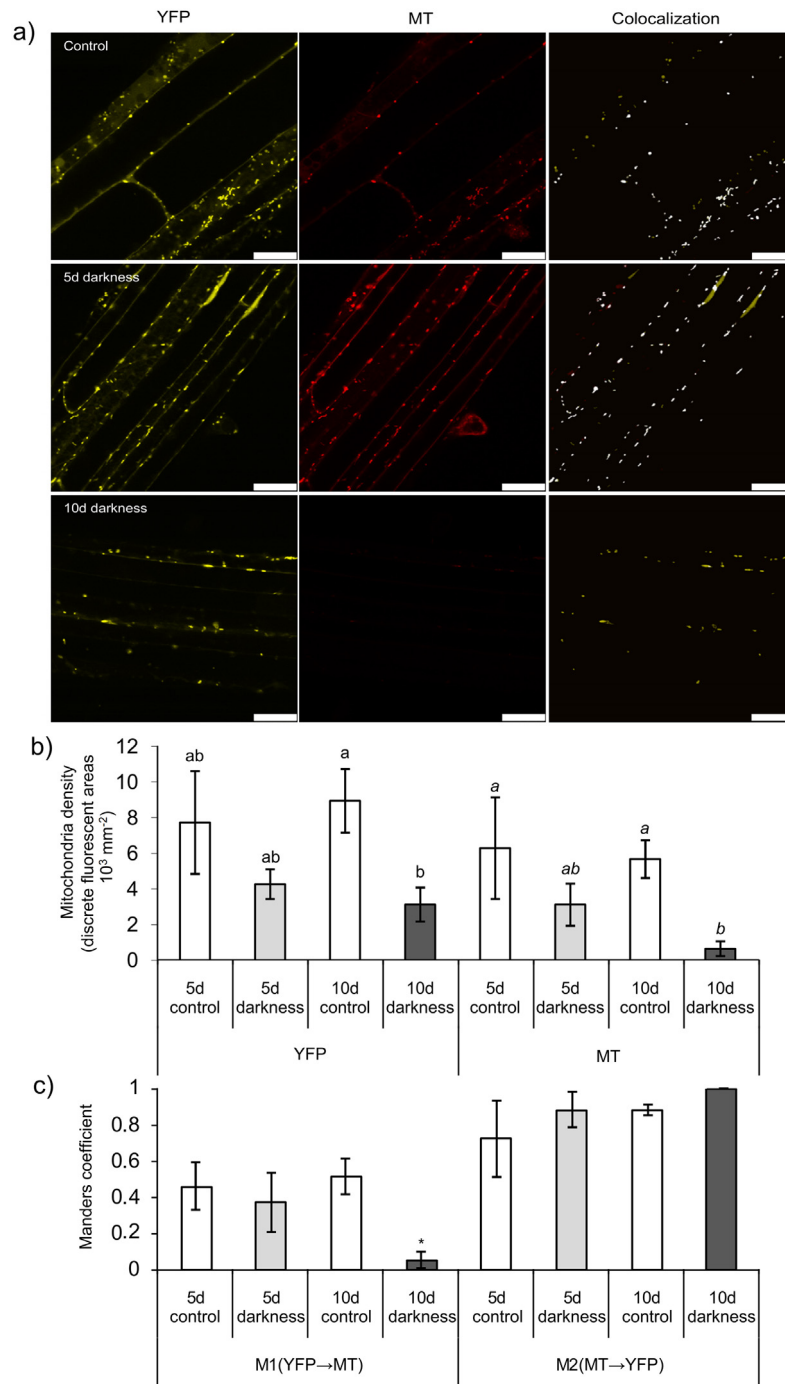 YFP MT Colocalization
a)
Control
5d darkness
10d darkness
b)
Mitochondria density
(discrete fluorescent areas
10³ mm⁻²)
12
10
8
6
4
2
0
ab ab a b a ab a b
5d control 5d darkness 10d control 10d darkness 5d control 5d darkness 10d control 10d darkness
YFP MT
c)
Manders coefficient
1
0.8
0.6
0.4
0.2
0
*
5d control 5d darkness 10d control 10d darkness 5d control 5d darkness 10d control 10d darkness
M1(YFP→MT) M2(MT→YFP)